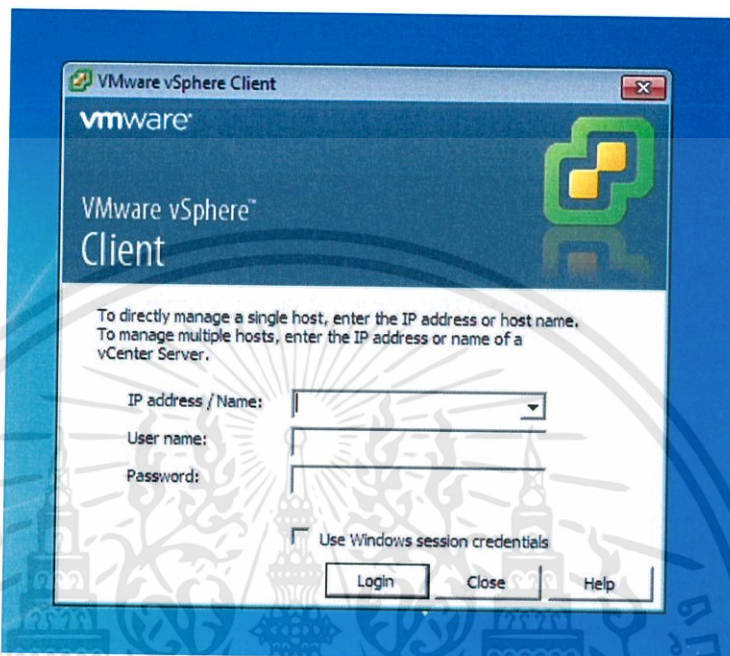 VMware vSphere Client
vmware
VMware vSphere™
Client
To directly manage a single host, enter the IP address or host name.
To manage multiple hosts, enter the IP address or name of a
vCenter Server.
IP address / Name:
User name:
Password:
Use Windows session credentials
Login Close Help